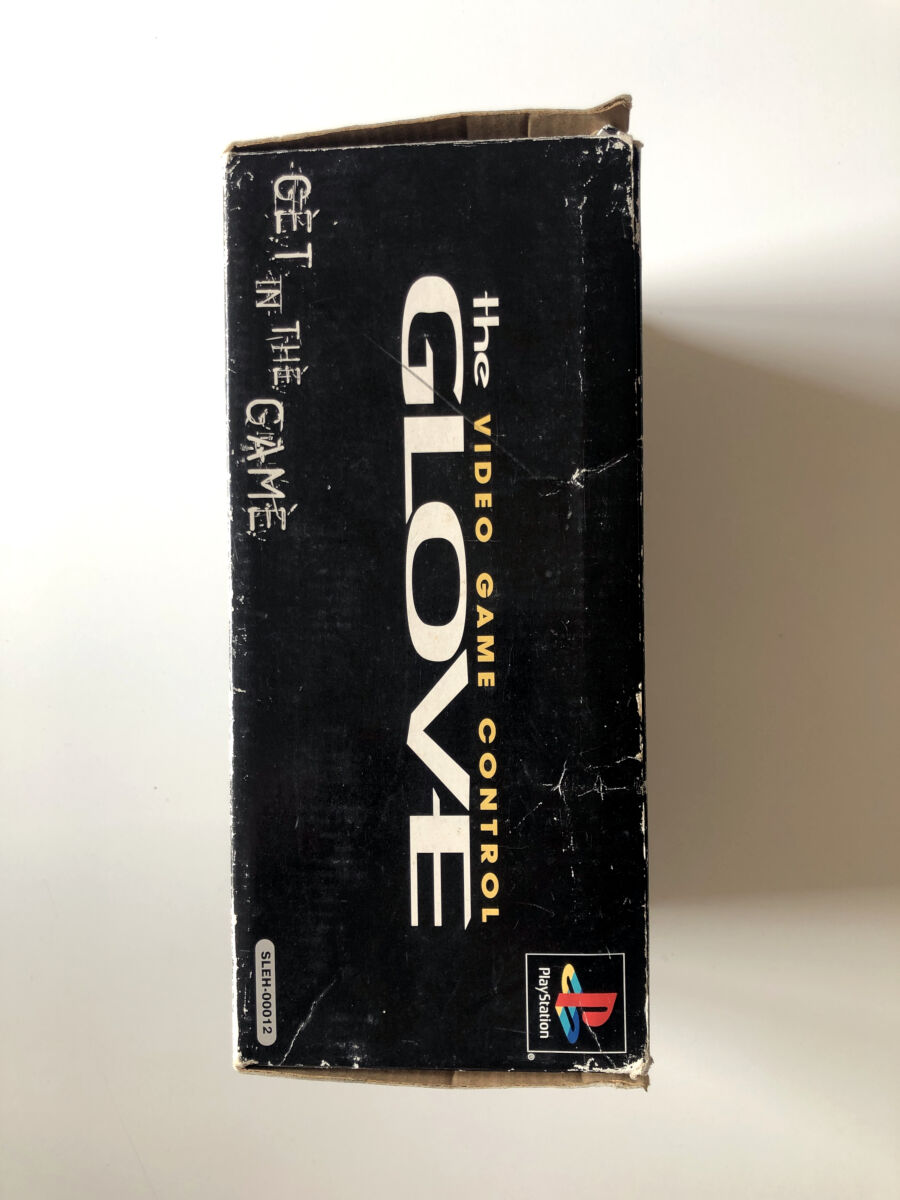 the VIDEO GAME CONTROL
GLOVE
PlayStation
®
GET IN THE GAME
SLEH-00012